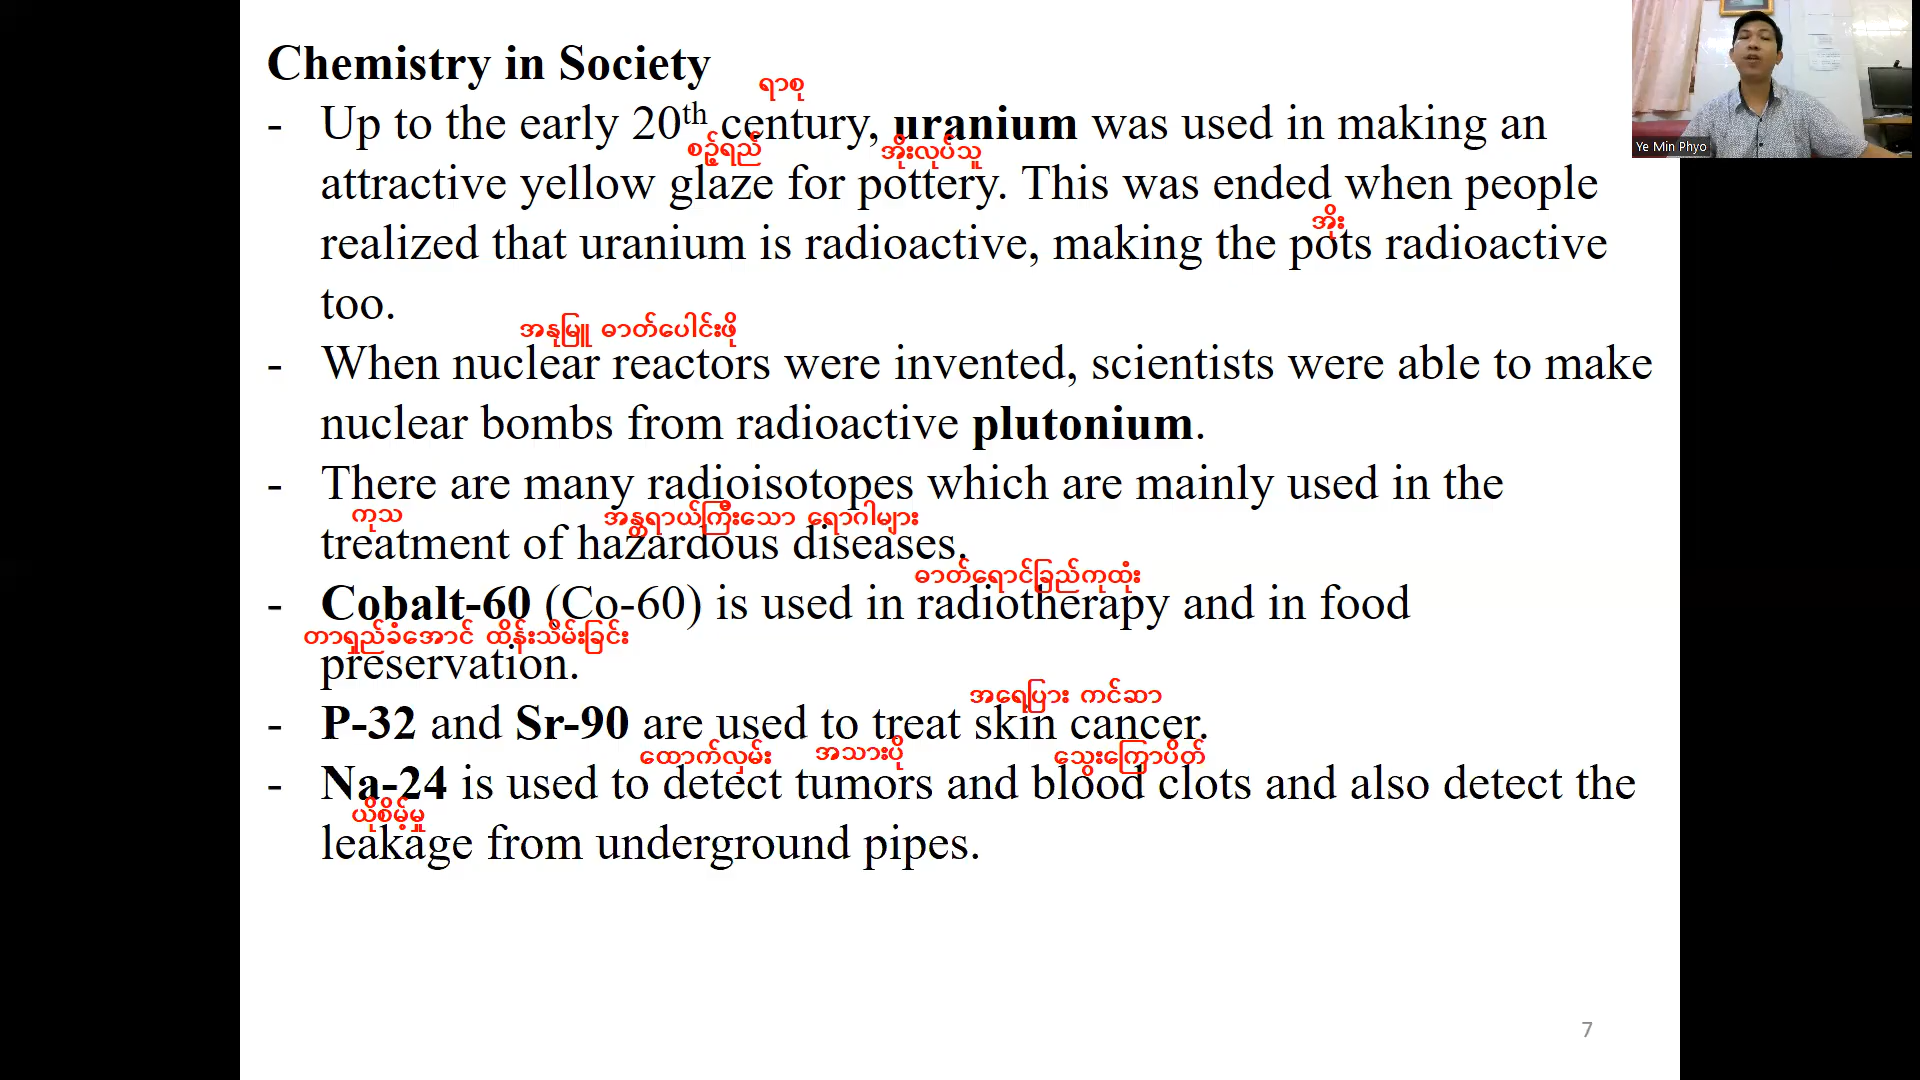 Chemistry in Society
ရာစု
- Up to the early 20th century, uranium was used in making an
စဉ့်ရည် အိုးလုပ်သူ
attractive yellow glaze for pottery. This was ended when people
အိုး
realized that uranium is radioactive, making the pots radioactive
too.
အနုမြူ ဓာတ်ပေါင်းဖို
- When nuclear reactors were invented, scientists were able to make
nuclear bombs from radioactive plutonium.
- There are many radioisotopes which are mainly used in the
ကုသ အန္တရာယ်ကြီးသော ရောဂါများ
treatment of hazardous diseases.
ဓာတ်ရောင်ခြည်ကုထုံး
- Cobalt-60 (Co-60) is used in radiotherapy and in food
တာရှည်ခံအောင် ထိန်းသိမ်းခြင်း
preservation.
အရေပြား ကင်ဆာ
- P-32 and Sr-90 are used to treat skin cancer.
ထောက်လှမ်း အသားပို သွေးကြောပိတ်
- Na-24 is used to detect tumors and blood clots and also detect the
ယိုစိမ့်မှု
leakage from underground pipes.
7
Ye Min Phyo